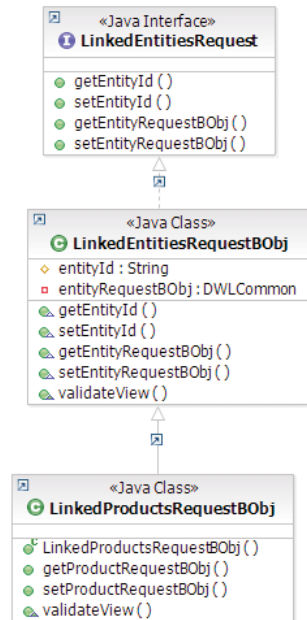 «Java Interface»
LinkedEntitiesRequest
getEntityId ( )
setEntityId ( )
getEntityRequestBObj ( )
setEntityRequestBObj ( )
«Java Class»
LinkedEntitiesRequestBObj
entityId : String
entityRequestBObj : DWLCommon
getEntityId ( )
setEntityId ( )
getEntityRequestBObj ( )
setEntityRequestBObj ( )
validateView ( )
«Java Class»
LinkedProductsRequestBObj
LinkedProductsRequestBObj ( )
getProductRequestBObj ( )
setProductRequestBObj ( )
validateView ( )